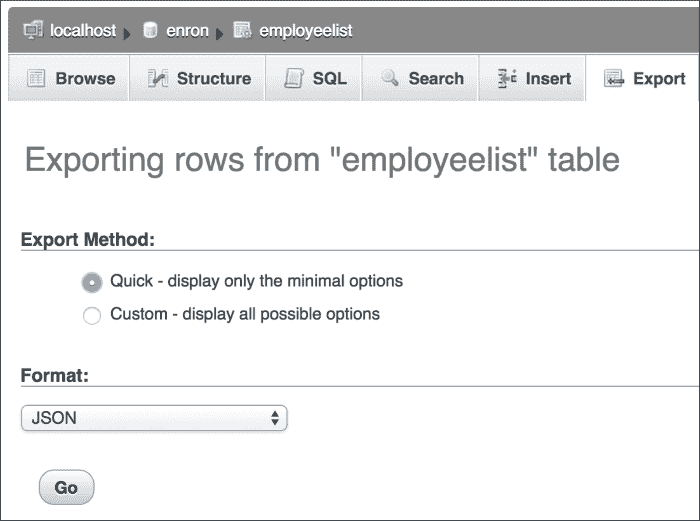 localhost enron employeelist
Browse Structure SQL Search Insert Export
Exporting rows from "employeelist" table
Export Method:
Quick - display only the minimal options
Custom - display all possible options
Format:
JSON
Go